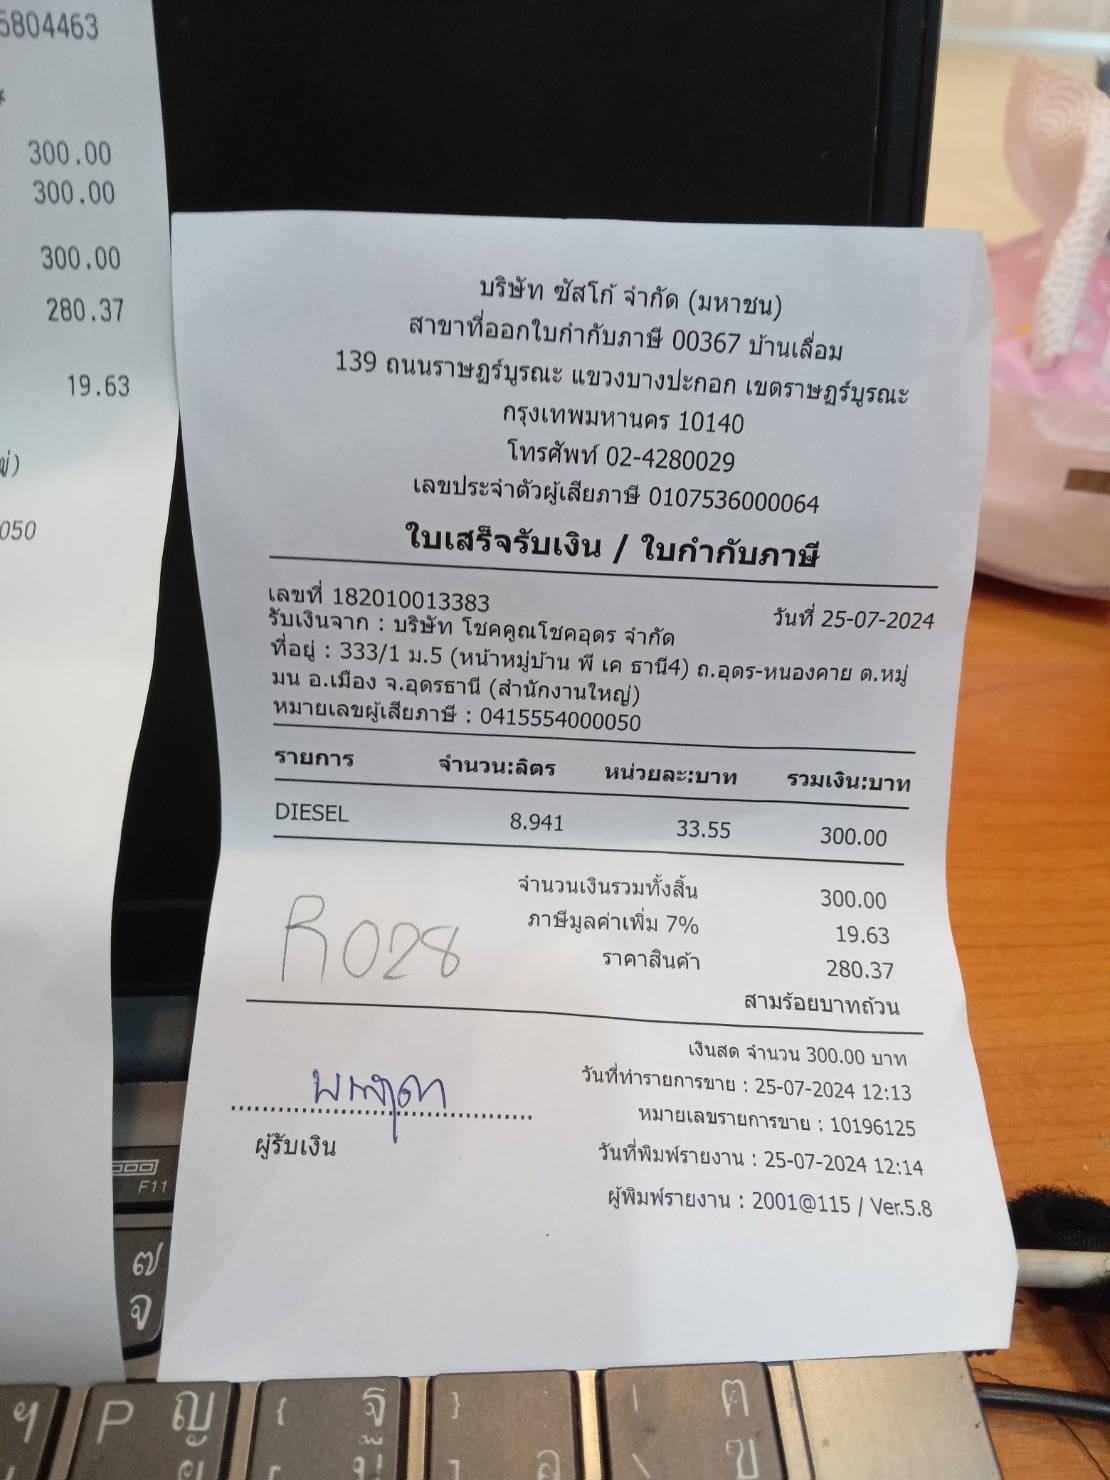 5804463
300.00
300.00
300.00
280.37
19.63
050
บริษัท ซัสโก้ จำกัด (มหาชน)
สาขาที่ออกใบกำกับภาษี 00367 บ้านเลื่อม
139 ถนนราษฏร์บูรณะ แขวงบางปะกอก เขตราษฏร์บูรณะ
กรุงเทพมหานคร 10140
โทรศัพท์ 02-4280029
เลขประจำตัวผู้เสียภาษี 0107536000064
ใบเสร็จรับเงิน / ใบกำกับภาษี
เลขที่ 182010013383 วันที่ 25-07-2024
รับเงินจาก : บริษัท โชคคูณโชคอุดร จำกัด
ที่อยู่ : 333/1 ม.5 (หน้าหมู่บ้าน พี เค ธานี4) ถ.อุดร-หนองคาย ต.หมู่
มน อ.เมือง จ.อุดรธานี (สำนักงานใหญ่)
หมายเลขผู้เสียภาษี : 0415554000050
รายการ จำนวน:ลิตร หน่วยละ:บาท รวมเงิน:บาท
DIESEL 8.941 33.55 300.00
จำนวนเงินรวมทั้งสิ้น 300.00
ภาษีมูลค่าเพิ่ม 7% 19.63
ราคาสินค้า 280.37
R028
สามร้อยบาทถ้วน
เงินสด จำนวน 300.00 บาท
วันที่ทำรายการขาย : 25-07-2024 12:13
หมายเลขรายการขาย : 10196125
ผู้รับเงิน
วันที่พิมพ์รายงาน : 25-07-2024 12:14
ผู้พิมพ์รายงาน : 2001@115 / Ver.5.8
F11
๗
จ
ฯ P ญ { ฐ } | ฅ